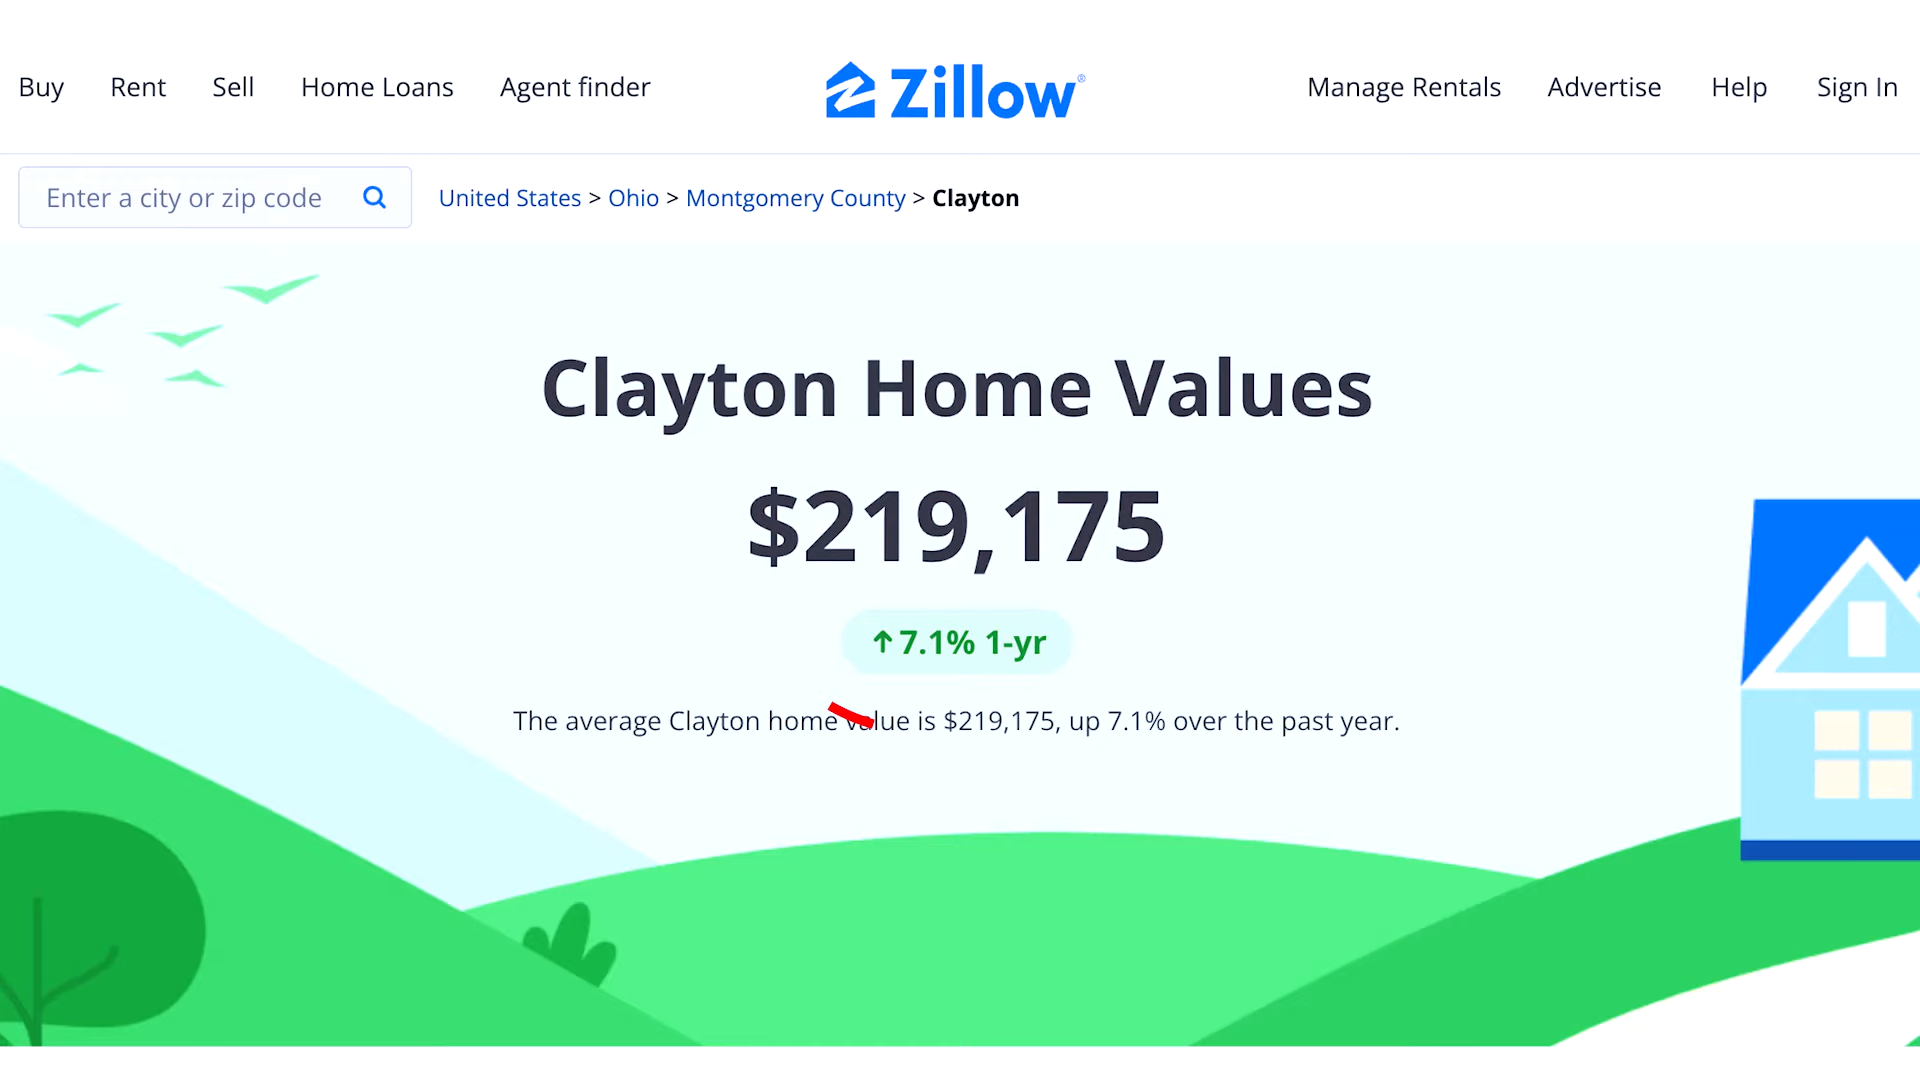 Buy Rent Sell Home Loans Agent finder Zillow® Manage Rentals Advertise Help Sign In
Enter a city or zip code United States > Ohio > Montgomery County > Clayton
Clayton Home Values
$219,175
↑ 7.1% 1-yr
The average Clayton home value is $219,175, up 7.1% over the past year.